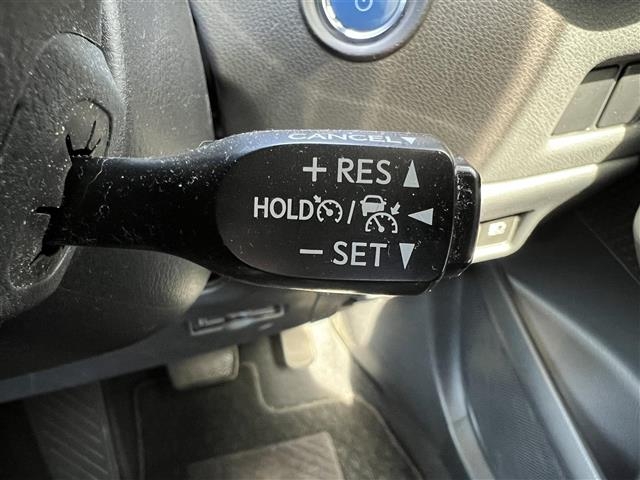 CANCEL▼
+ RES ▲
HOLD / ◄
− SET ▼